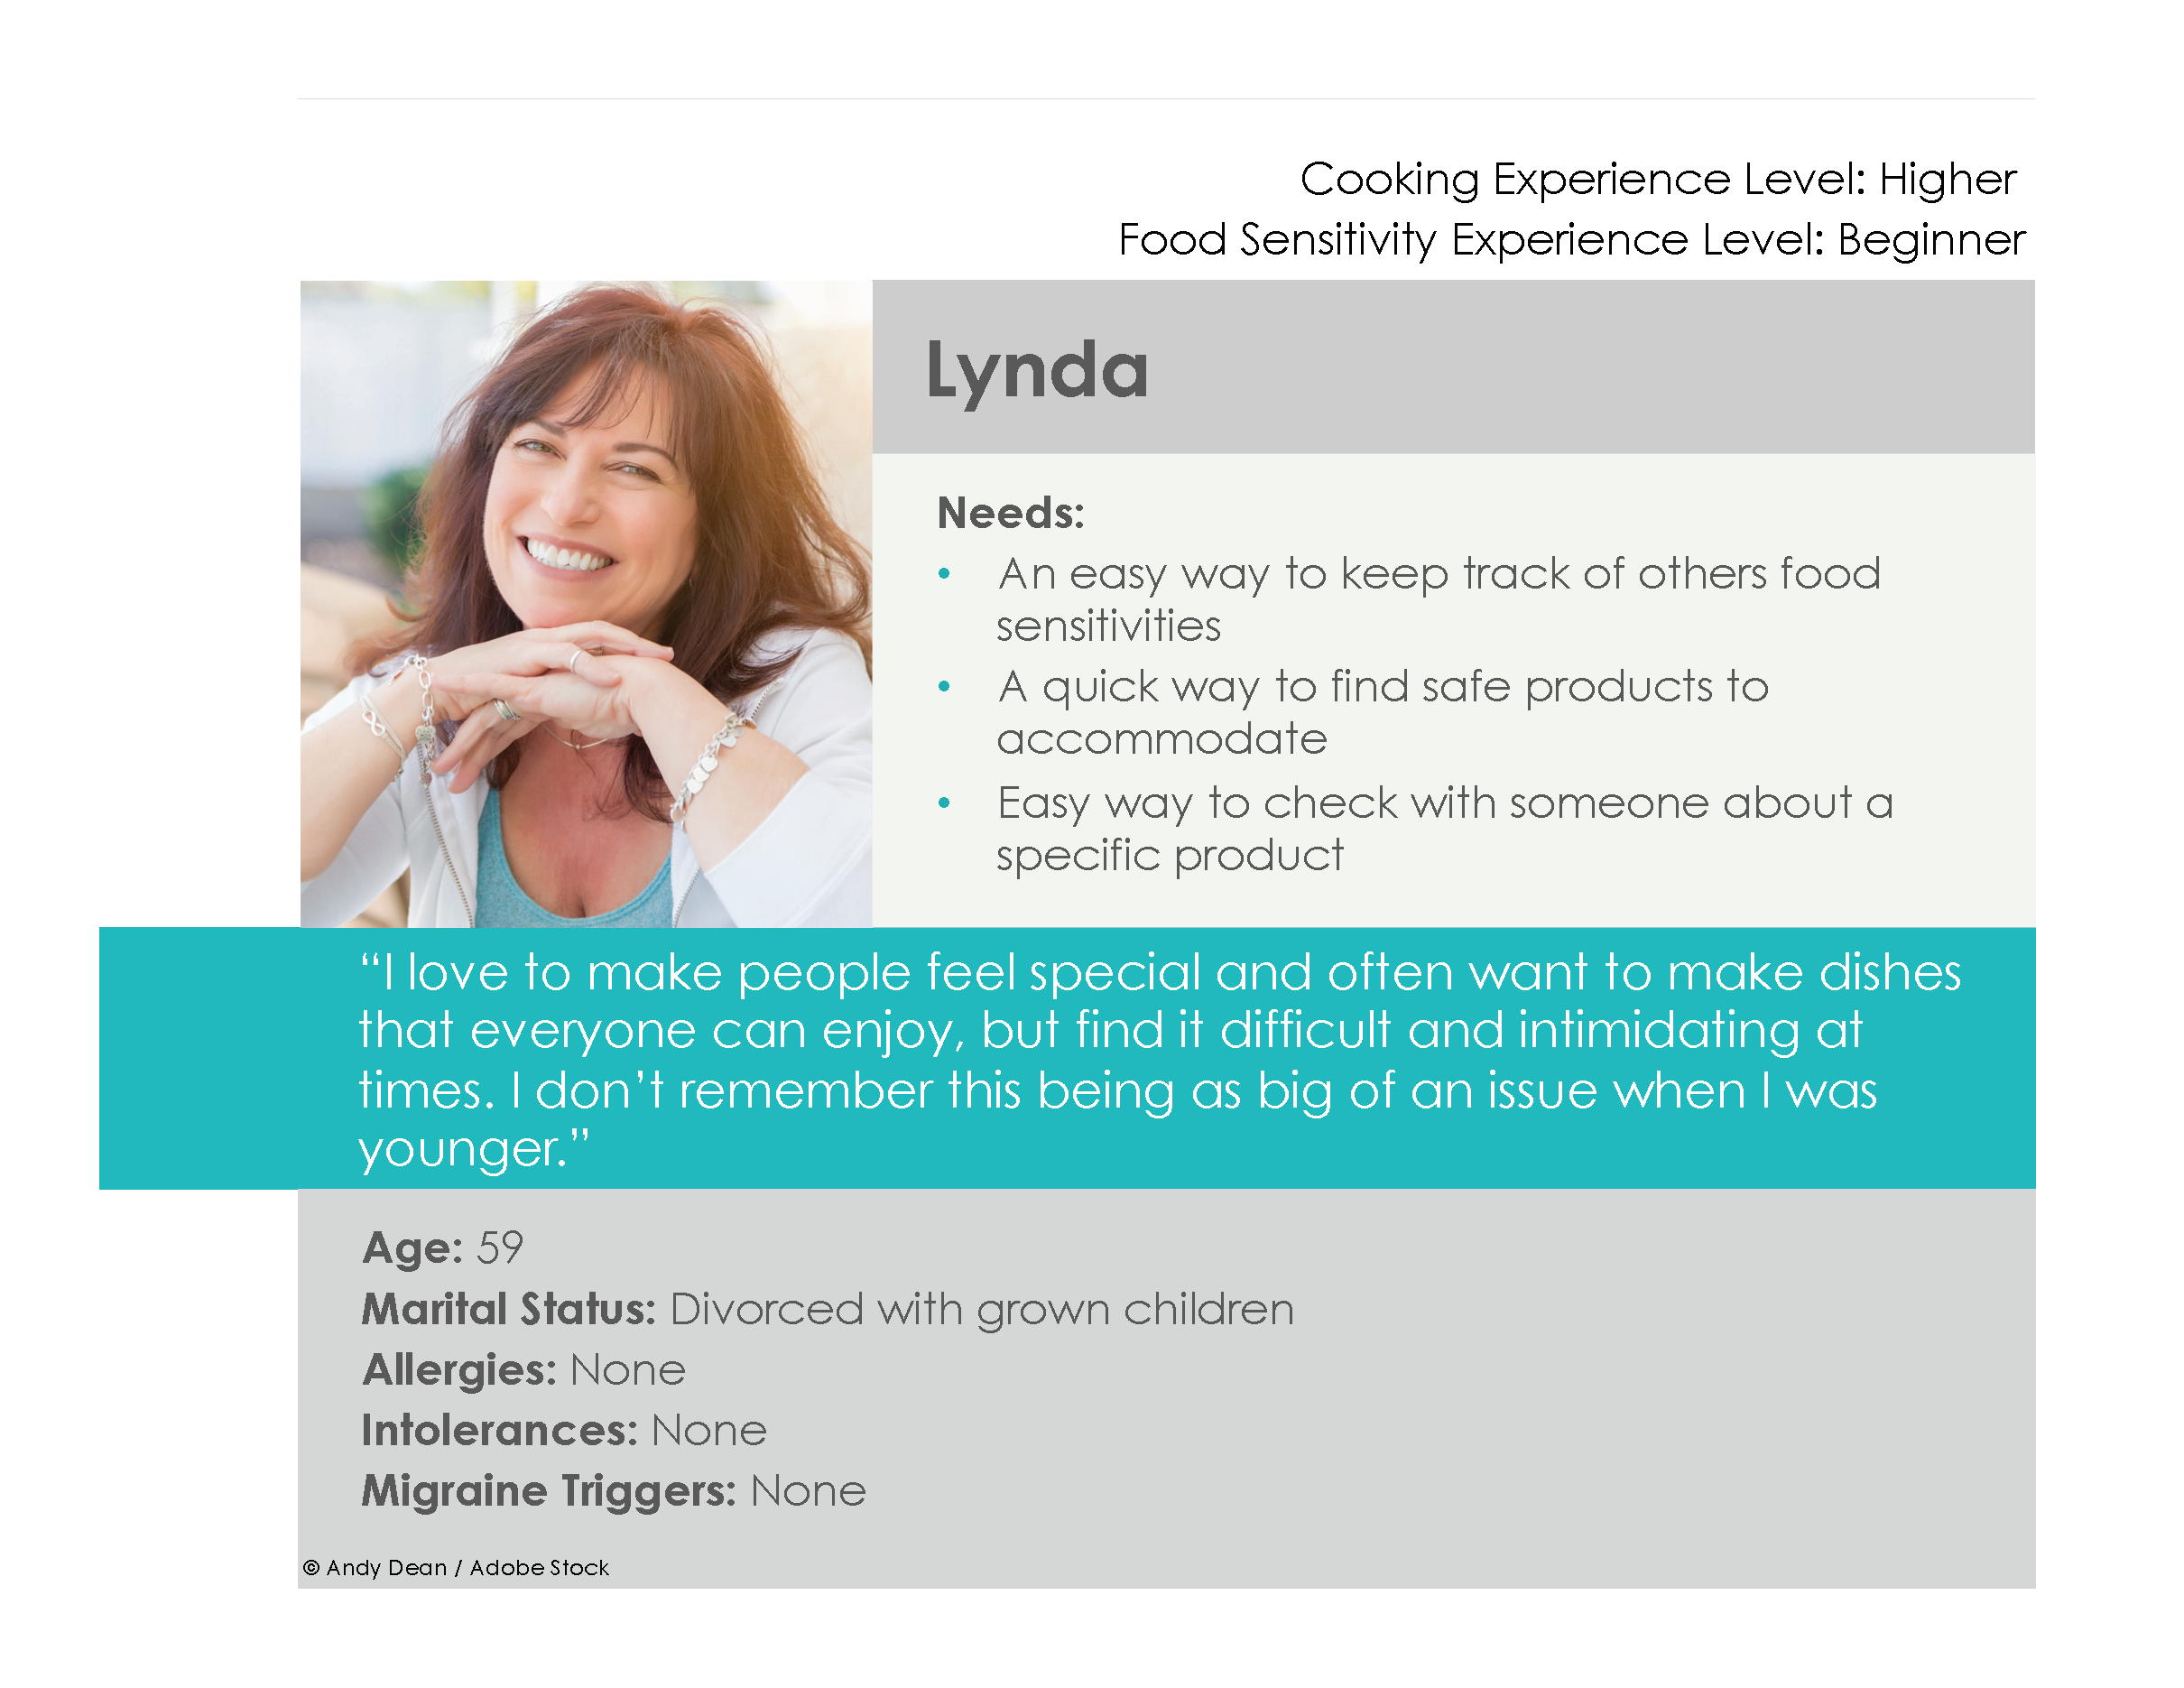 Cooking Experience Level: Higher
Food Sensitivity Experience Level: Beginner
Lynda
Needs:
• An easy way to keep track of others food
sensitivities
• A quick way to find safe products to
accommodate
• Easy way to check with someone about a
specific product
“I love to make people feel special and often want to make dishes
that everyone can enjoy, but find it difficult and intimidating at
times. I don’t remember this being as big of an issue when I was
younger.”
Age: 59
Marital Status: Divorced with grown children
Allergies: None
Intolerances: None
Migraine Triggers: None
© Andy Dean / Adobe Stock